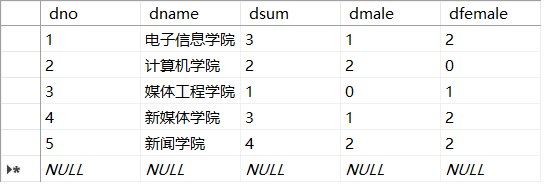 dno dname dsum dmale dfemale
1 电子信息学院 3 1 2
2 计算机学院 2 2 0
3 媒体工程学院 1 0 1
4 新媒体学院 3 1 2
5 新闻学院 4 2 2
NULL NULL NULL NULL NULL